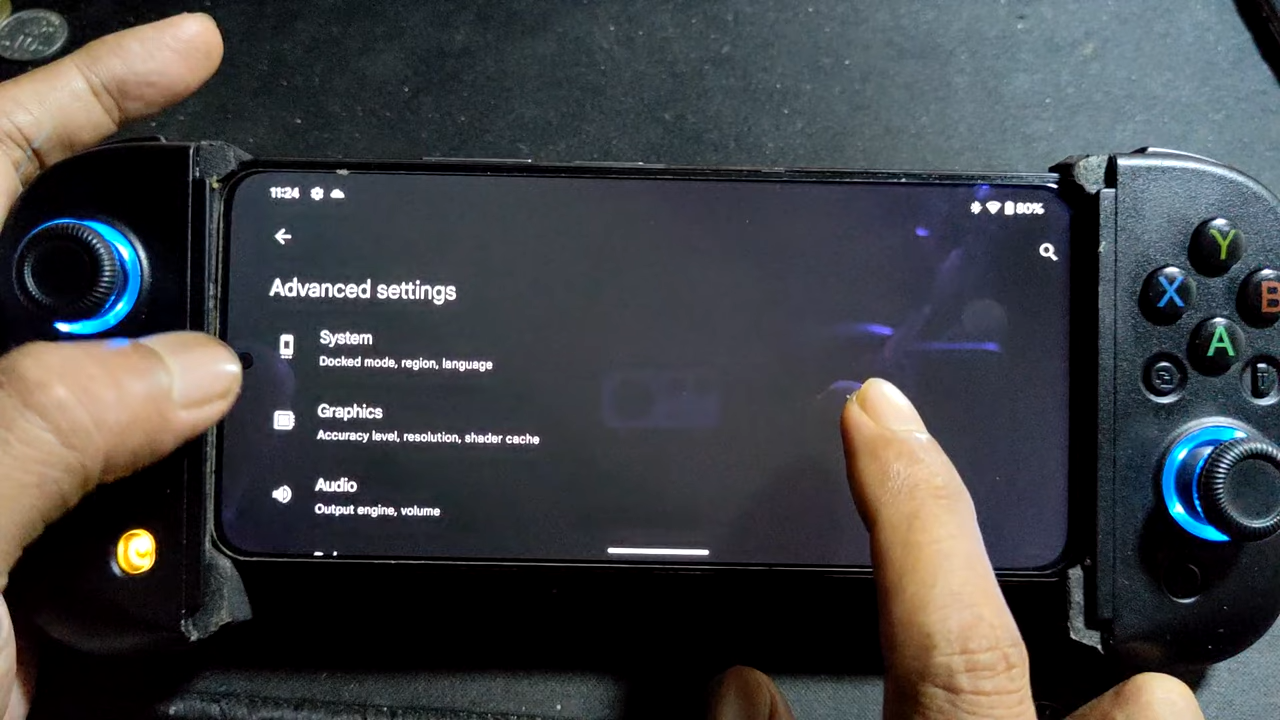 11:24
80%
Advanced settings
System
Docked mode, region, language
Graphics
Accuracy level, resolution, shader cache
Audio
Output engine, volume
Y
X
B
A